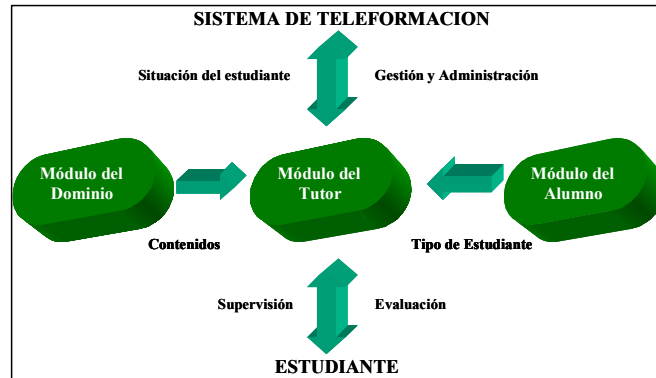 SISTEMA DE TELEFORMACION
Situación del estudiante
Gestión y Administración
Módulo del
Dominio
Módulo del
Tutor
Módulo del
Alumno
Contenidos
Tipo de Estudiante
Supervisión
Evaluación
ESTUDIANTE